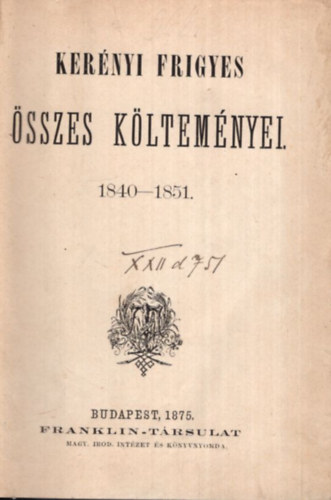 KERÉNYI FRIGYES
ÖSSZES KÖLTEMÉNYEI.
1840—1851.
XXII d 751
BUDAPEST, 1875.
FRANKLIN-TÁRSULAT
MAGY. IROD. INTÉZET ÉS KÖNYVNYOMDA.